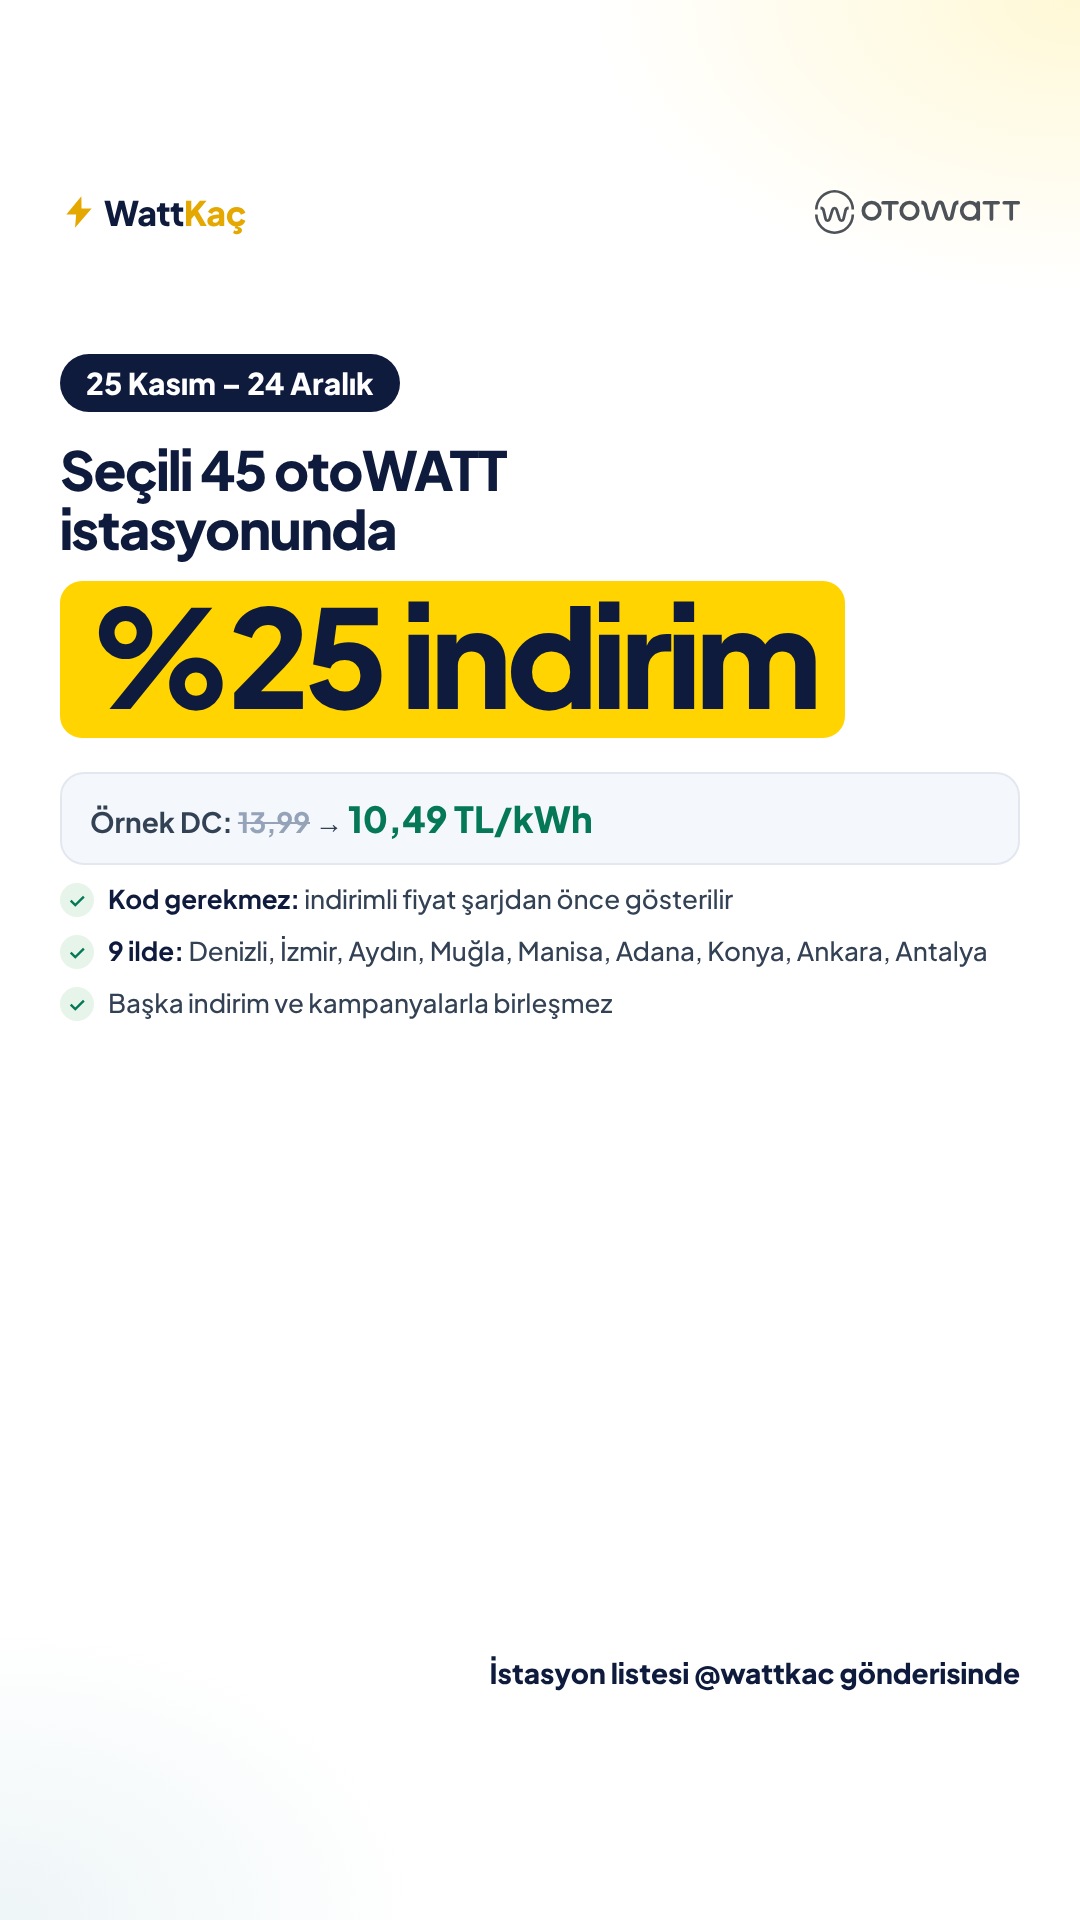 WattKaç
otowatt
25 Kasım – 24 Aralık
Seçili 45 otoWATT
istasyonunda
%25 indirim
Örnek DC: 13,99 → 10,49 TL/kWh
Kod gerekmez: indirimli fiyat şarjdan önce gösterilir
9 ilde: Denizli, İzmir, Aydın, Muğla, Manisa, Adana, Konya, Ankara, Antalya
Başka indirim ve kampanyalarla birleşmez
İstasyon listesi @wattkac gönderisinde